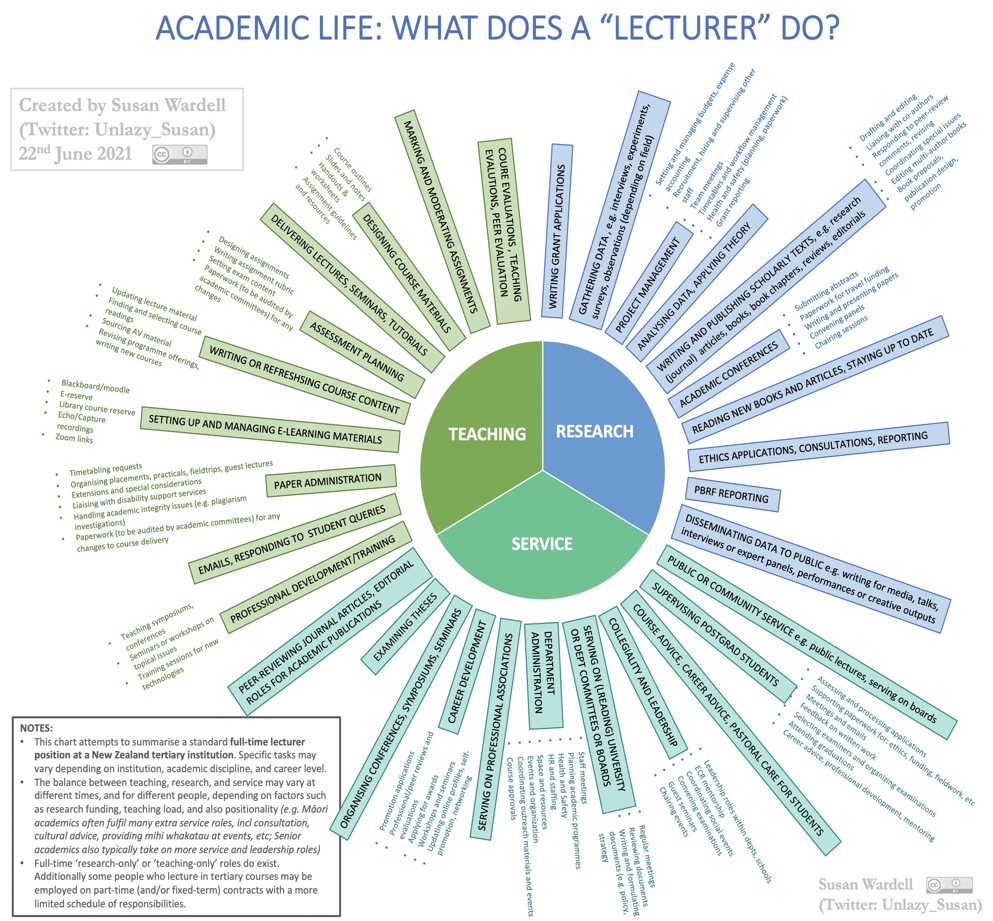 ACADEMIC LIFE: WHAT DOES A “LECTURER” DO?
Created by Susan Wardell
(Twitter: Unlazy_Susan)
22nd June 2021
TEACHING
RESEARCH
SERVICE
COURE EVALUATIONS , TEACHING
EVALUTIONS, PEER EVALUATION
MARKING AND MODERATING ASSIGNMENTS
DESIGNING COURSE MATERIALS
• Course outlines
• Slides and notes
• Handouts &
worksheets
• Assignment guidelines
and resources
DELIVERING LECTURES, SEMINARS, TUTORIALS
ASSESSMENT PLANNING
• Designing assignments
• Writing assignment rubric
• Setting exam content
• Paperwork (to be audited by
academic committees) for any
changes
WRITING OR REFRESHSING COURSE CONTENT
• Updating lecture material
• Finding and selecting course
readings
• Sourcing AV material
• Revising programme offerings,
writing new courses
SETTING UP AND MANAGING E-LEARNING MATERIALS
• Blackboard/moodle
• E-reserve
• Library course reserve
• Echo/Capture
recordings
• Zoom links
PAPER ADMINISTRATION
• Timetabling requests
• Organising placements, practicals, fieldtrips, guest lectures
• Extensions and special considerations
• Liasing with disability support services
• Handling academic integrity issues (e.g. plagiarism
investigations)
• Paperwork (to be audited by academic committees) for any
changes to course delivery
EMAILS, RESPONDING TO STUDENT QUERIES
PROFESSIONAL DEVELOPMENT/TRAINING
• Teaching symposiums,
conferences
• Seminars or workshops on
topical issues
• Training sessions for new
technologies
WRITING GRANT APPLICATIONS
GATHERING DATA , e.g. interviews, experiments,
surveys, observations (depending on field)
PROJECT MANAGEMENT
• Setting and managing budgets, expense
accounting
• Recruitment, hiring and supervising other
staff
• Team meetings
• Timetables and workflow management
• Health and safety (planning, paperwork)
• Grant reporting
ANALYSING DATA, APPLYING THEORY
WRITING AND PUBLISHING SCHOLARLY TEXTS, e.g. research
(journal) articles, books, book chapters, reviews, editorials
• Drafting and editing
• Liaising with co-authors
• Responding to peer-review
comments, revising
• Coordinating special issues
• Editing multi-author books
• Book proposals,
publication design,
promotion
ACADEMIC CONFERENCES
• Submitting abstracts
• Paperwork for travel funding
• Writing and presenting papers
• Convening panels
• Chairing sessions
READING NEW BOOKS AND ARTICLES, STAYING UP TO DATE
ETHICS APPLICATIONS, CONSULTATIONS, REPORTING
PBRF REPORTING
DISSEMINATING DATA TO PUBLIC e.g. writing for media, talks,
interviews or expert panels, performances or creative outputs
PUBLIC OR COMMUNITY SERVICE e.g. public lectures, serving on boards
SUPERVISING POSTGRAD STUDENTS
• Assessing and processing applications
• Supporting paperwork for: ethics, funding, fieldwork, etc
• Meetings and emails
• Feedback on written work
• Selecting examiners and organizing examinations
• Attending graduations
• Career advice, professional development, mentoring
COURSE ADVICE, CAREER ADVICE, PASTORAL CARE FOR STUDENTS
COLLEGIALITY AND LEADERSHIP
• Leadership roles within depts, schools
• ECR mentorship
• Coordinating social events
• Convening examinations
• Guest seminars
• Chairing events
SERVING ON (LREADING) UNIVERSITY
OR DEPT COMMITTEES OR BOARDS
• Regular meetings
• Reviewing documents
• Writing and formulating
documents (e.g. policy,
strategy
DEPARTMENT
ADMINISTRATION
• Staff meetings
• Planning academic programmes
• Health and Safety
• HR and staffing
• Space and resources
• Events and organization
• Coordinating outreach materials and events
• Course approvals
SERVING ON PROFESSIONAL ASSOCIATIONS
CAREER DEVELOPMENT
• Promotion applications
• Professional/peer reviews and
evaluations
• Applying for awards
• Workshops and seminars
• Updating online profiles, self-
promotion, networking
ORGANISING CONFERENCES, SYMPOSIUMS, SEMINARS
EXAMINING THESES
PEER-REVIEWING JOURNAL ARTICLES, EDITORIAL
ROLES FOR ACADEMIC PUBLICATIONS
NOTES:
• This chart attempts to summarise a standard full-time lecturer
position at a New Zealand tertiary institution. Specific tasks may
vary depending on institution, academic discipline, and career level.
• The balance between teaching, research, and service may vary at
different times, and for different people, depending on factors such
as research funding, teaching load, and also positionality (e.g. Māori
academics often fulfil many extra service roles, incl consultation,
cultural advice, providing mihi whakatau at events, etc; Senior
academics also typically take on more service and leadership roles)
• Full-time ‘research-only’ or ‘teaching-only’ roles do exist.
Additionally some people who lecture in tertiary courses may be
employed on part-time (and/or fixed-term) contracts with a more
limited schedule of responsibilities.
Susan Wardell
(Twitter: Unlazy_Susan)